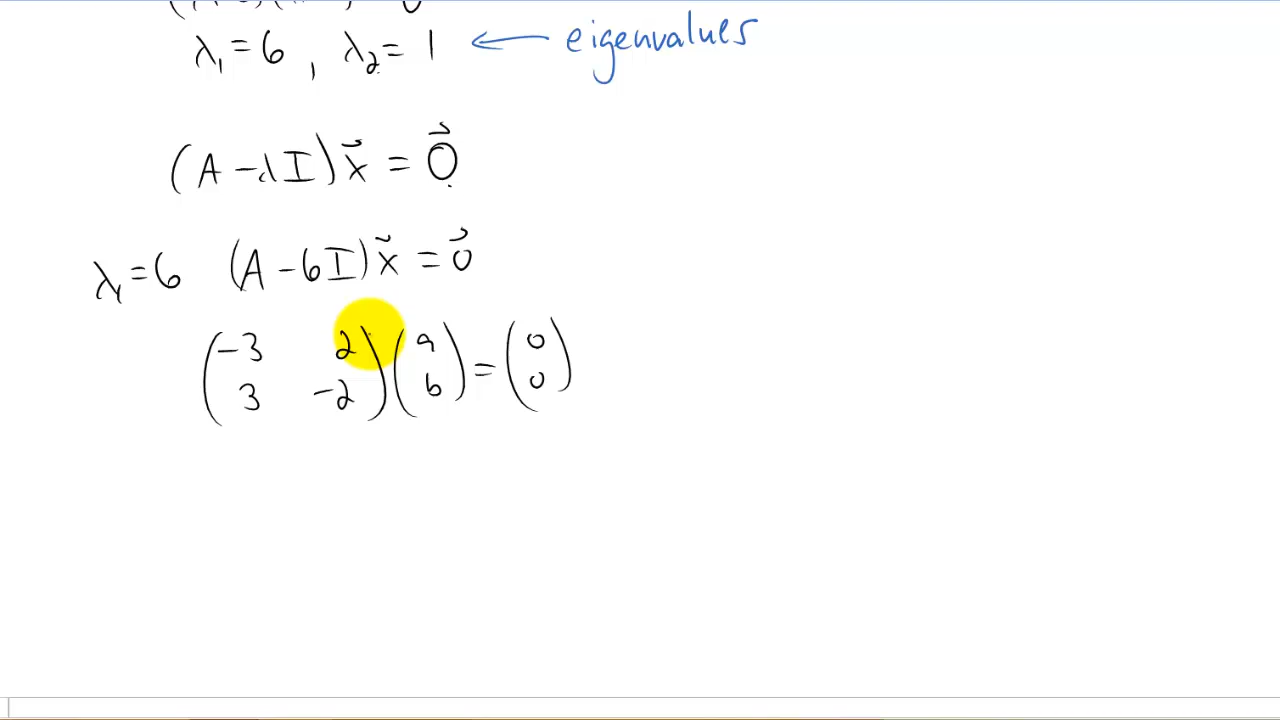 λ₁ = 6 , λ₂ = 1 ← eigenvalues
(A - λI)x⃗ = 0⃗
λ₁ = 6 (A - 6I)x⃗ = 0⃗
(-3 2) (a) = (0)
(3 -2) (b) (0)